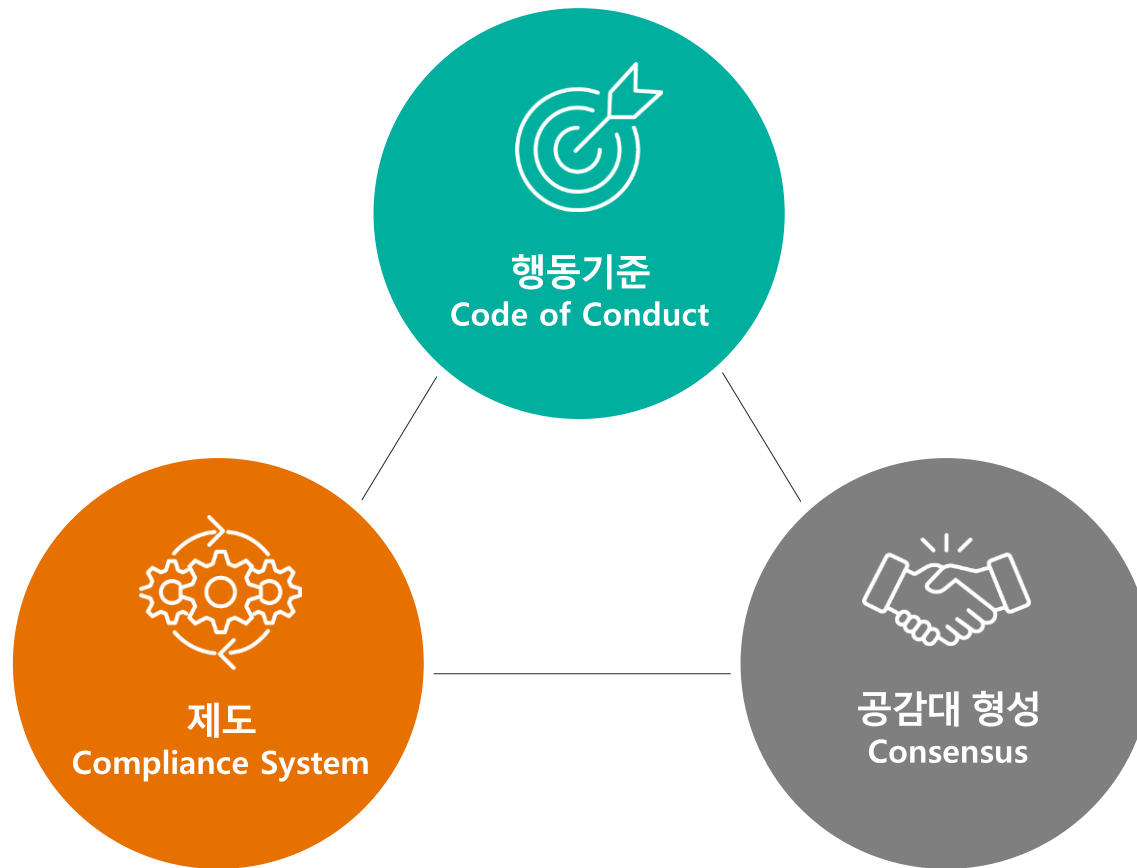 행동기준
Code of Conduct
제도
Compliance System
공감대 형성
Consensus